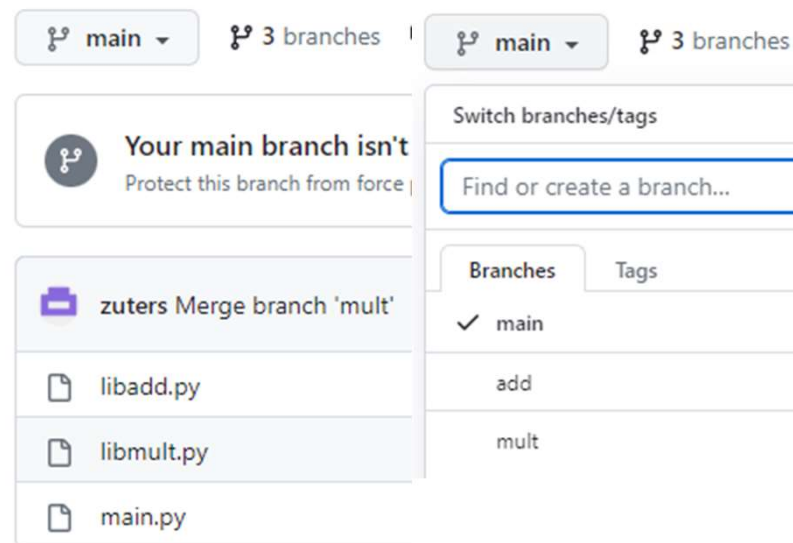 main
3 branches
Your main branch isn't
Protect this branch from force
zuters Merge branch 'mult'
libadd.py
libmult.py
main.py
main
3 branches
Switch branches/tags
Find or create a branch...
Branches
Tags
main
add
mult